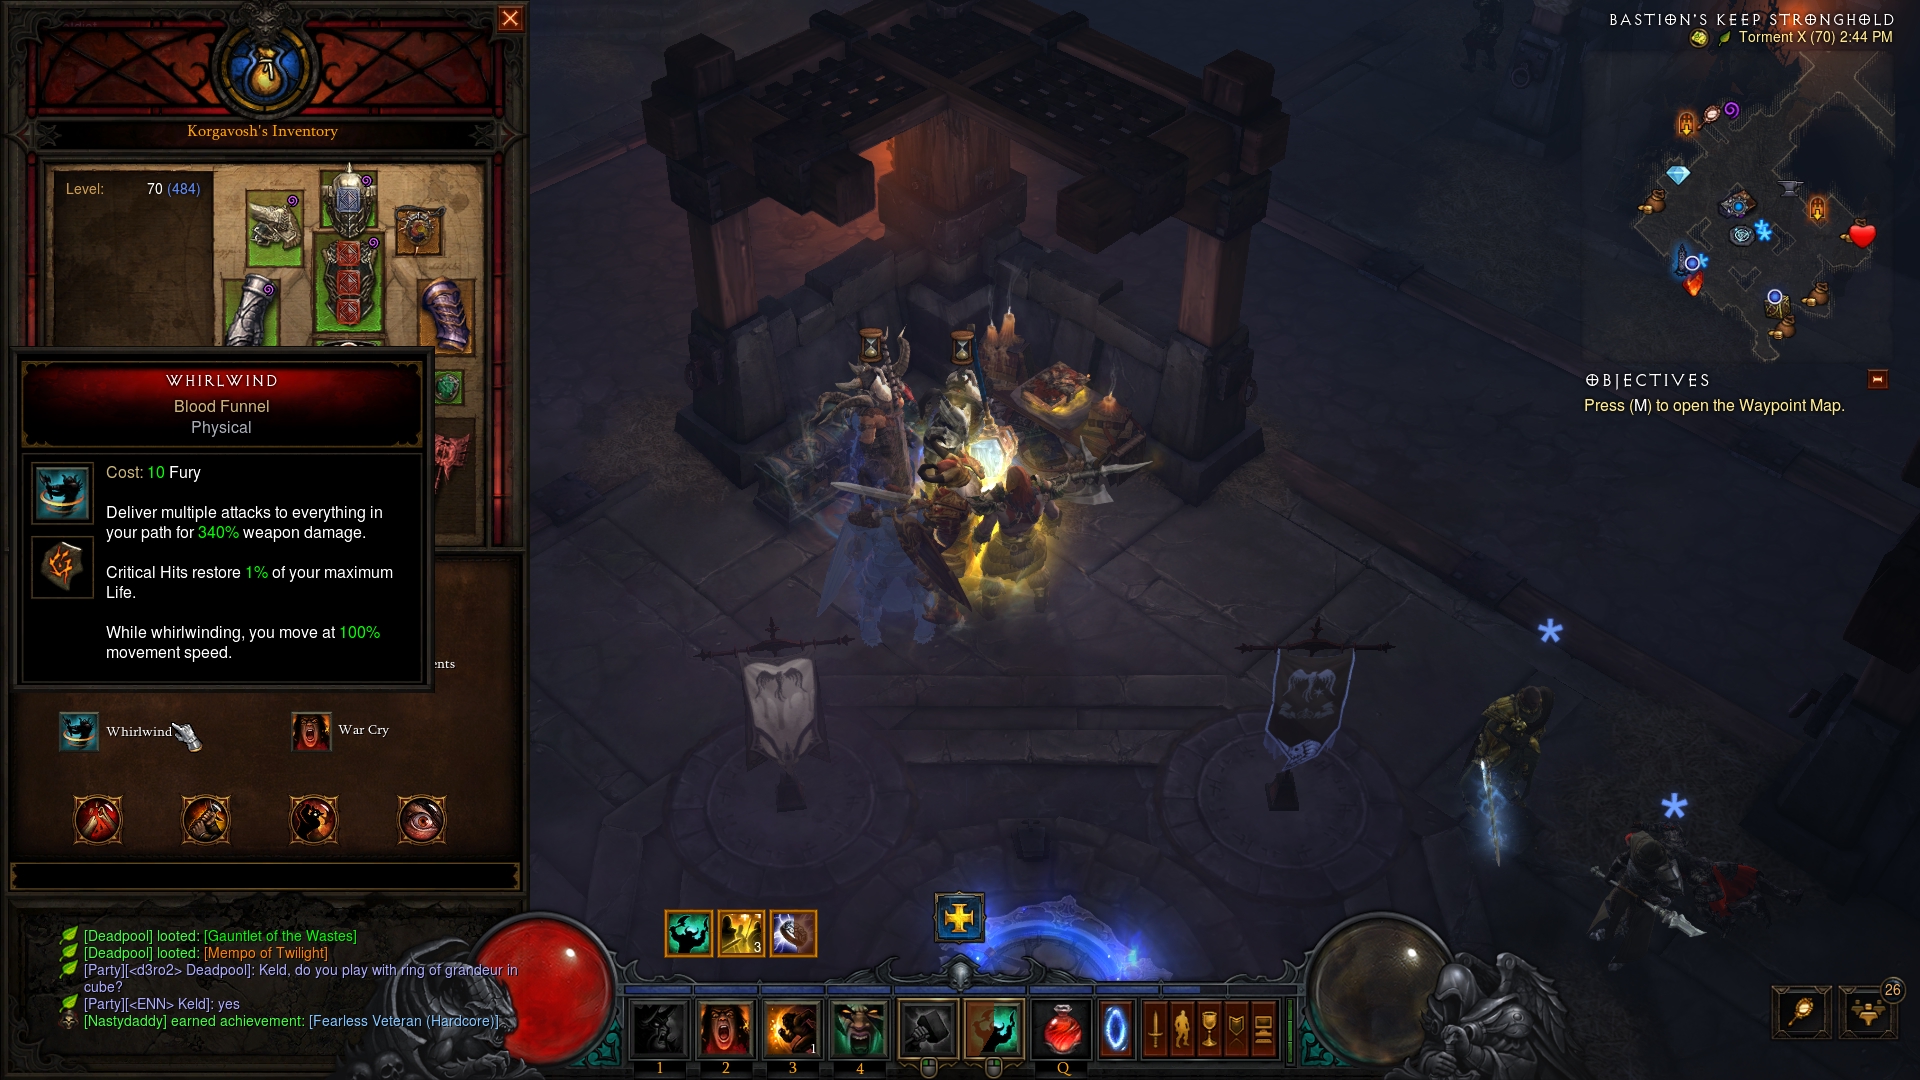 BASTION'S KEEP STRONGHOLD
Torment X (70) 2:44 PM
Korgavosh's Inventory
Level: 70 (484)
WHIRLWIND
Blood Funnel
Physical
Cost: 10 Fury
Deliver multiple attacks to everything in
your path for 340% weapon damage.
Critical Hits restore 1% of your maximum
Life.
While whirlwinding, you move at 100%
movement speed.
ents
Whirlwind
War Cry
OBJECTIVES
Press (M) to open the Waypoint Map.
[Deadpool] looted: [Gauntlet of the Wastes]
[Deadpool] looted: [Mempo of Twilight]
[Party][<d3ro2> Deadpool]: Keld, do you play with ring of grandeur in
cube?
[Party][<ENN> Keld]: yes
[Nastydaddy] earned achievement: [Fearless Veteran (Hardcore)].
3
1
1 2 3 4 Q
26